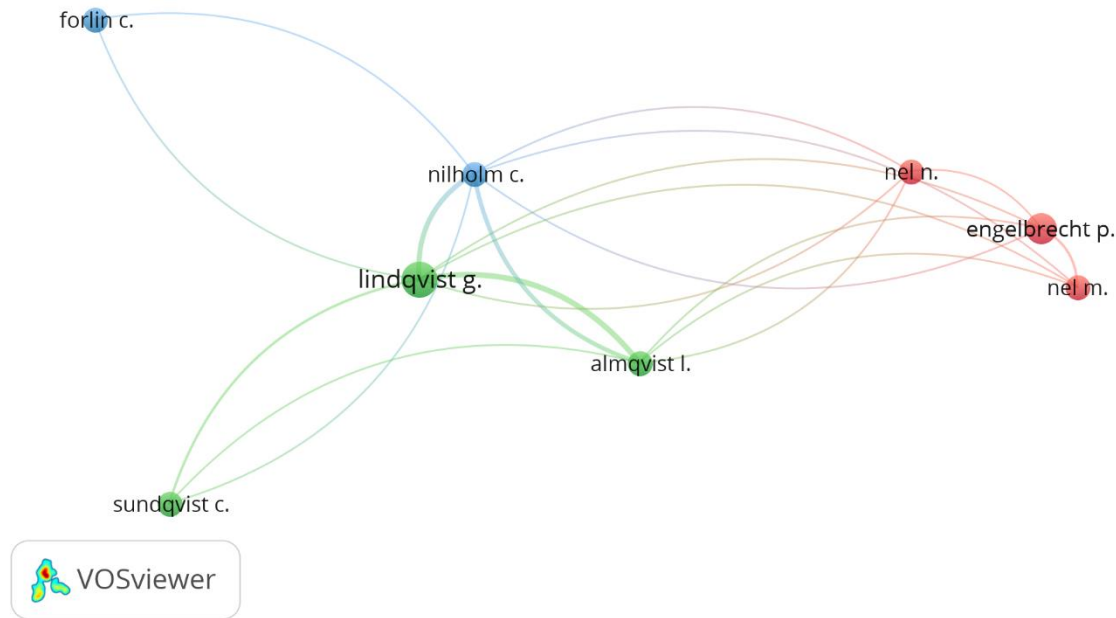 forlin c.
nilholm c.
nel n.
engelbrecht p.
lindqvist g.
nel m.
almqvist l.
sundqvist c.
VOSviewer